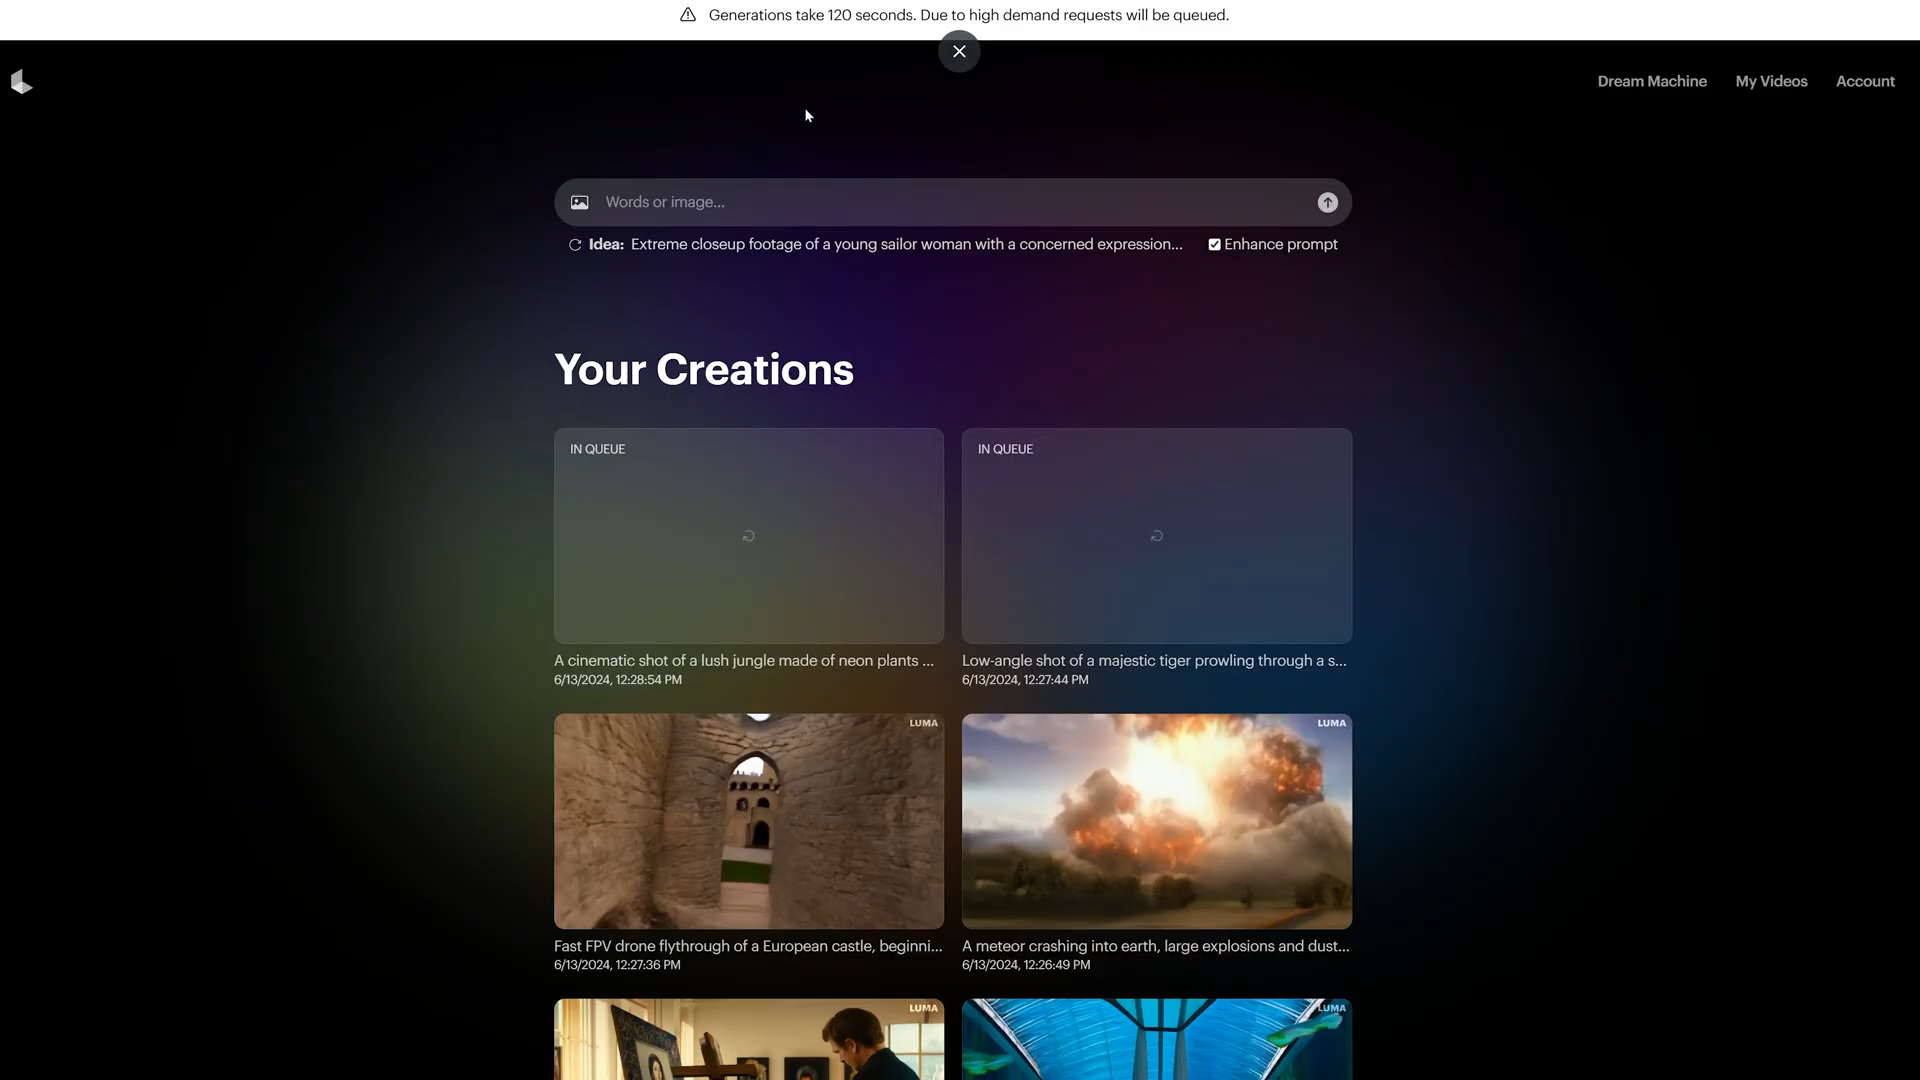 Generations take 120 seconds. Due to high demand requests will be queued.
Dream Machine
My Videos
Account
Words or image...
Idea: Extreme closeup footage of a young sailor woman with a concerned expression...
Enhance prompt
Your Creations
IN QUEUE
IN QUEUE
A cinematic shot of a lush jungle made of neon plants ...
6/13/2024, 12:28:54 PM
Low-angle shot of a majestic tiger prowling through a s...
6/13/2024, 12:27:44 PM
LUMA
LUMA
Fast FPV drone flythrough of a European castle, beginni...
6/13/2024, 12:27:36 PM
A meteor crashing into earth, large explosions and dust...
6/13/2024, 12:26:49 PM
LUMA
LUMA